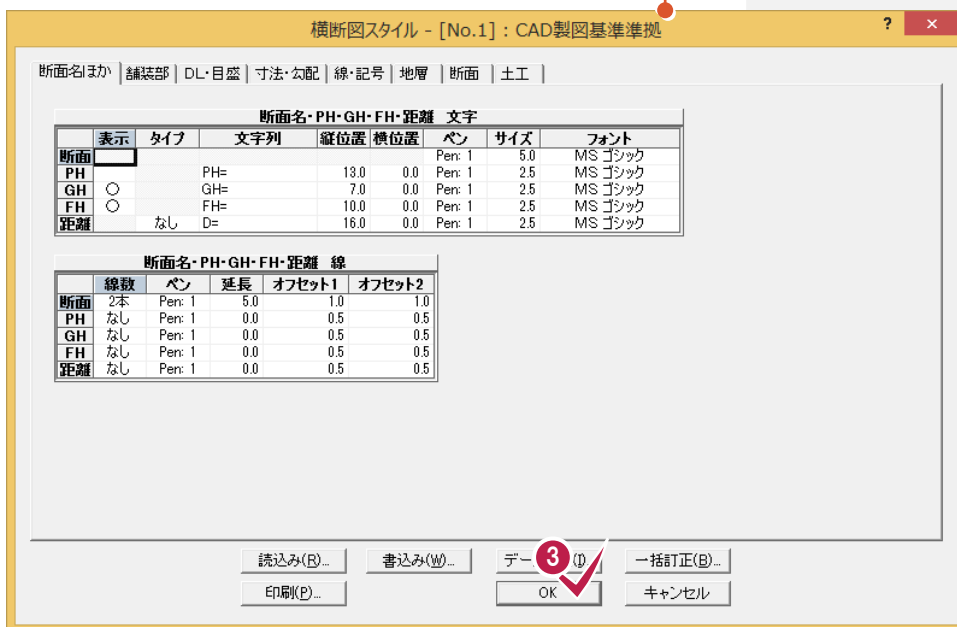 横断図スタイル - [No.1] : CAD製図基準準拠 ? ×
断面名ほか 舗装部 DL・目盛 寸法・勾配 線・記号 地層 断面 土工
断面名・PH・GH・FH・距離 文字
表示 タイプ 文字列 縦位置 横位置 ペン サイズ フォント
断面 Pen: 1 5.0 MS ゴシック
PH PH= 13.0 0.0 Pen: 1 2.5 MS ゴシック
GH ○ GH= 7.0 0.0 Pen: 1 2.5 MS ゴシック
FH ○ FH= 10.0 0.0 Pen: 1 2.5 MS ゴシック
距離 なし D= 16.0 0.0 Pen: 1 2.5 MS ゴシック
断面名・PH・GH・FH・距離 線
線数 ペン 延長 オフセット1 オフセット2
断面 2本 Pen: 1 5.0 1.0 1.0
PH なし Pen: 1 0.0 0.5 0.5
GH なし Pen: 1 0.0 0.5 0.5
FH なし Pen: 1 0.0 0.5 0.5
距離 なし Pen: 1 0.0 0.5 0.5
読込み(R)... 書込み(W)... 3 一括訂正(B)...
印刷(P)... OK キャンセル